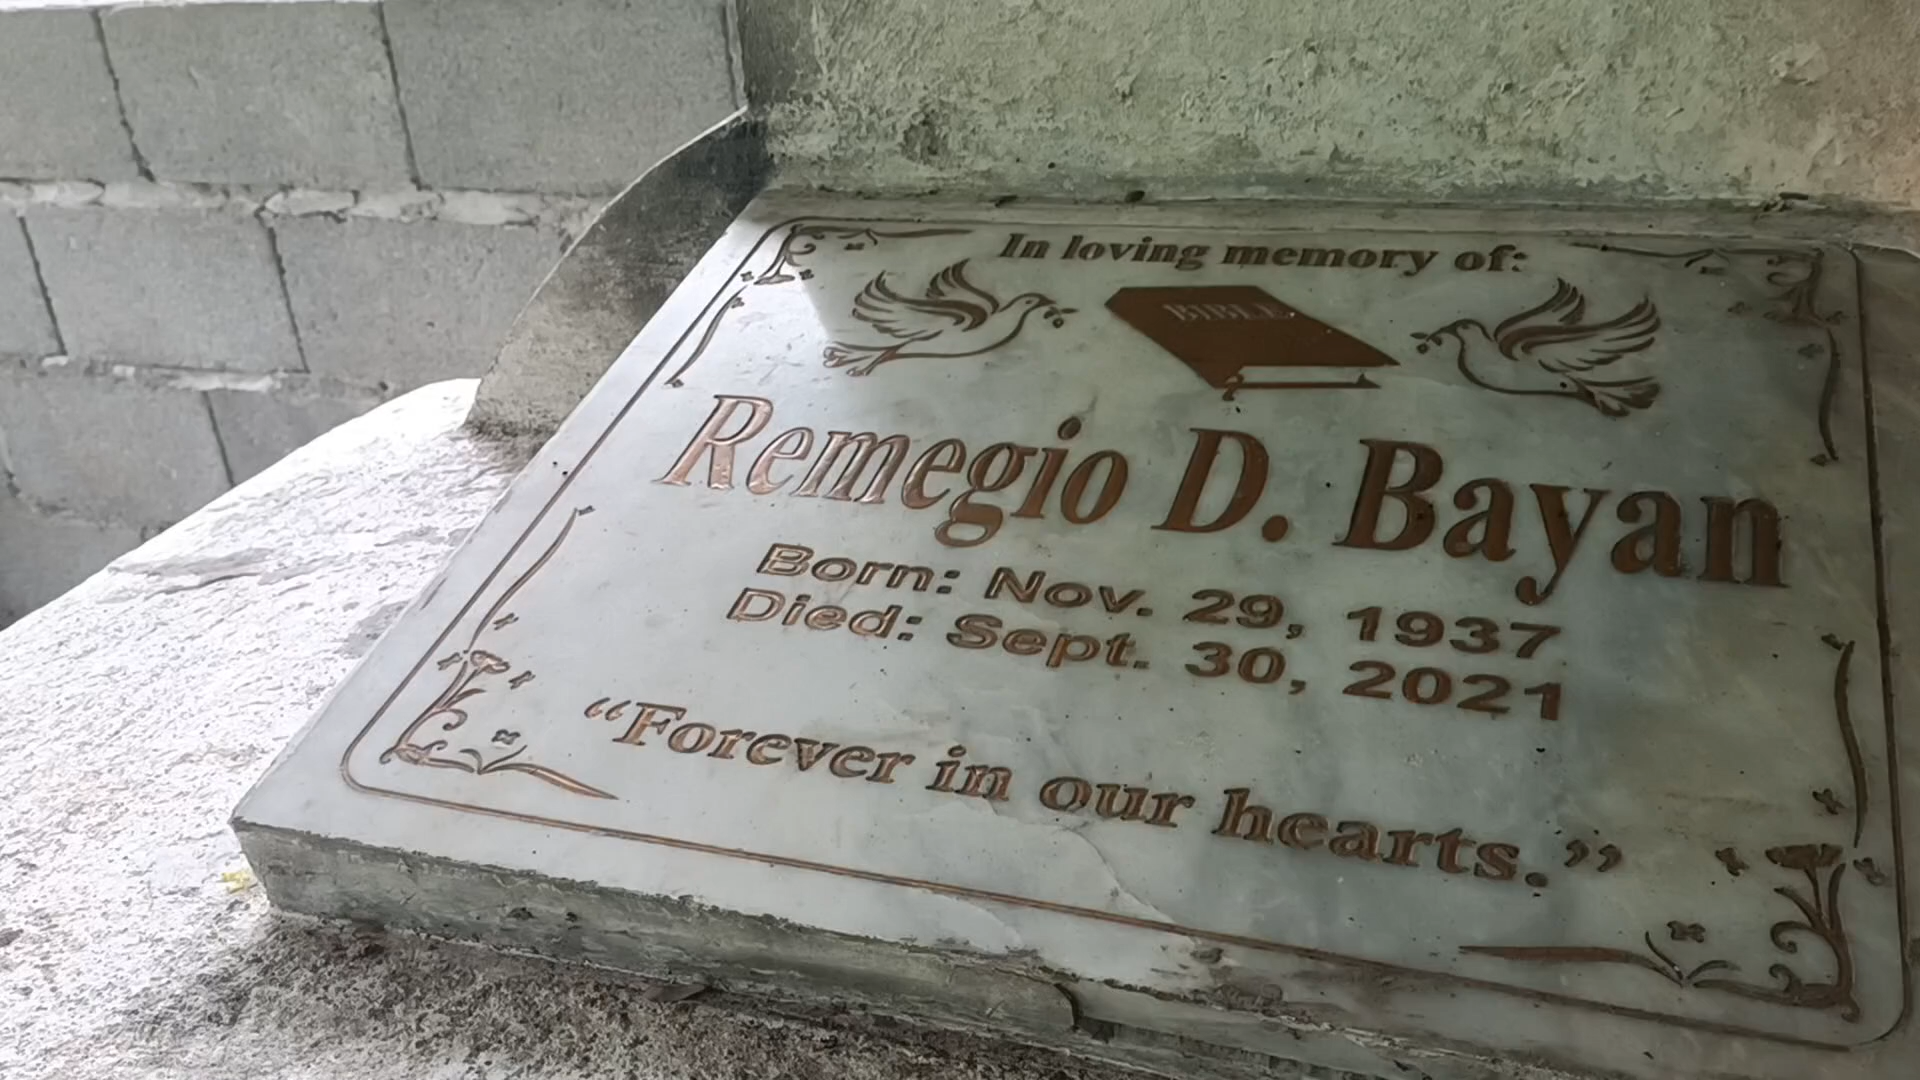 In loving memory of:
BIBLE
Remegio D. Bayan
Born: Nov. 29, 1937
Died: Sept. 30, 2021
“Forever in our hearts.”